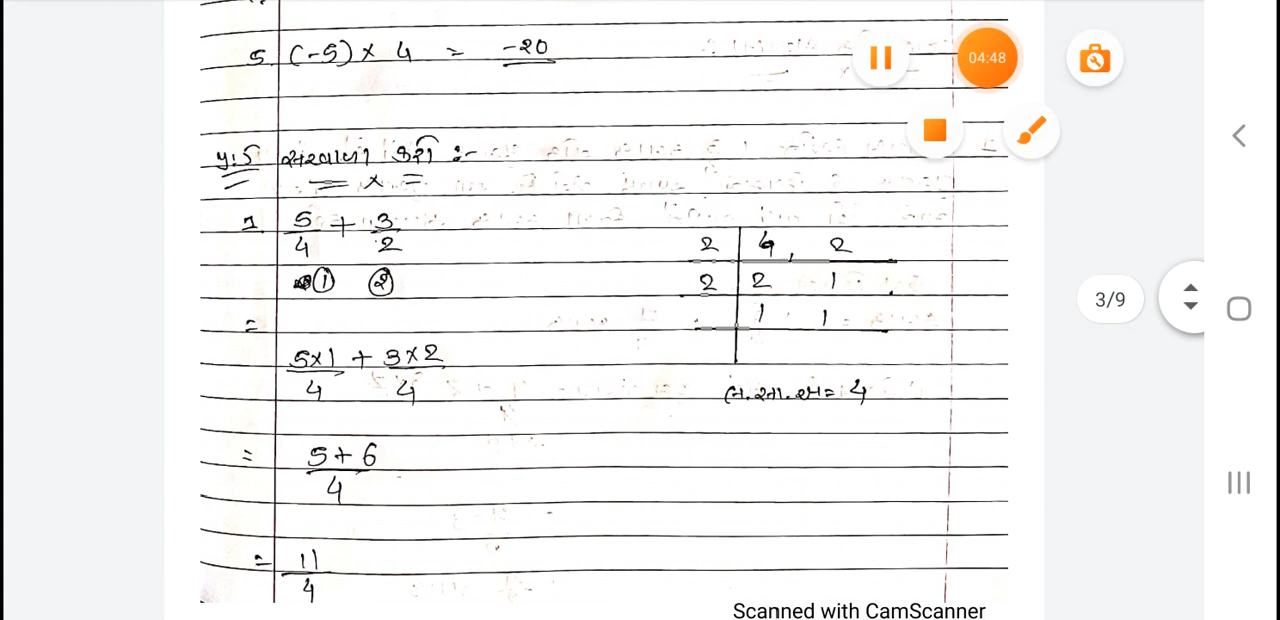 5. (-5) × 4 = -20
04:48
પ્ર:5 સરવાળો કરો :-
1 5/4 + 3/2
① ②
2 | 4, 2
2 | 2 1
1 1
=
5×1/4 + 3×2/4
લ.સા.અ= 4
= 5+6/4
= 11/4
3/9
Scanned with CamScanner